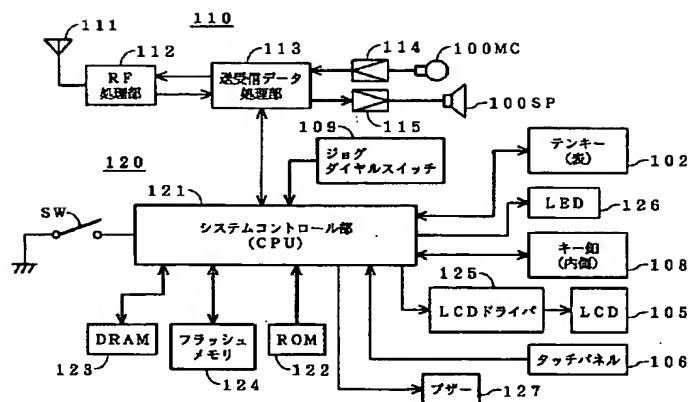 110
111
112
RF
処理部
113
送受信データ
処理部
114
100MC
115
100SP
109
ジョグ
ダイヤルスイッチ
120
121
SW
システムコントロール部
(CPU)
テンキー
(表)
102
LED
126
キー釦
(内側)
108
125
LCDドライバ
LCD
105
タッチパネル
106
DRAM
123
フラッシュ
メモリ
124
ROM
122
ブザー
127